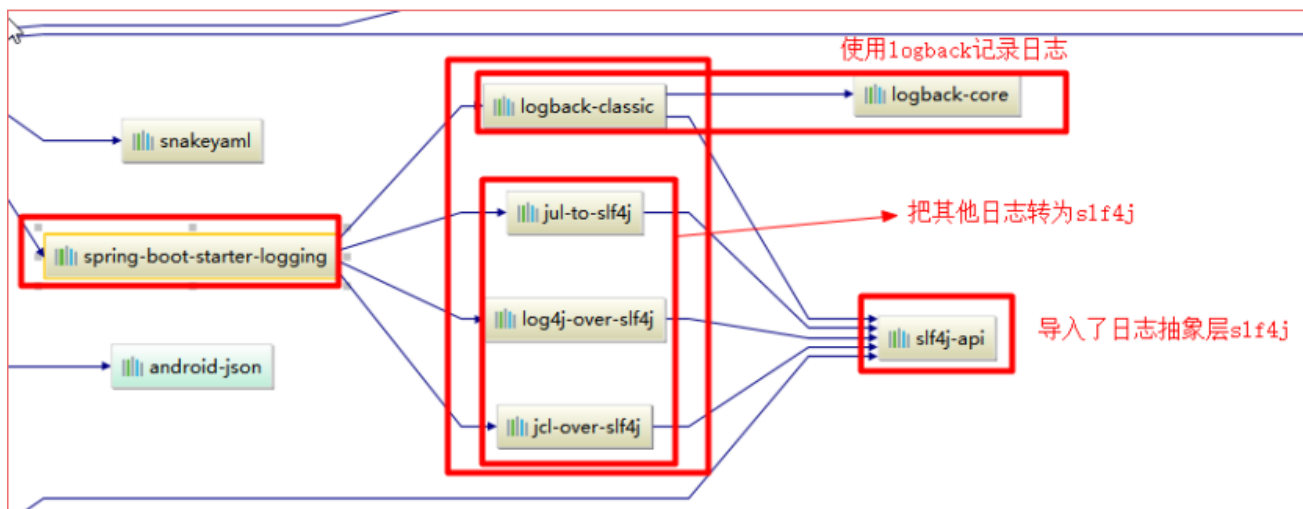 使用logback记录日志
logback-classic
logback-core
snakeyaml
jul-to-slf4j
把其他日志转为slf4j
spring-boot-starter-logging
log4j-over-slf4j
slf4j-api
导入了日志抽象层slf4j
android-json
jcl-over-slf4j